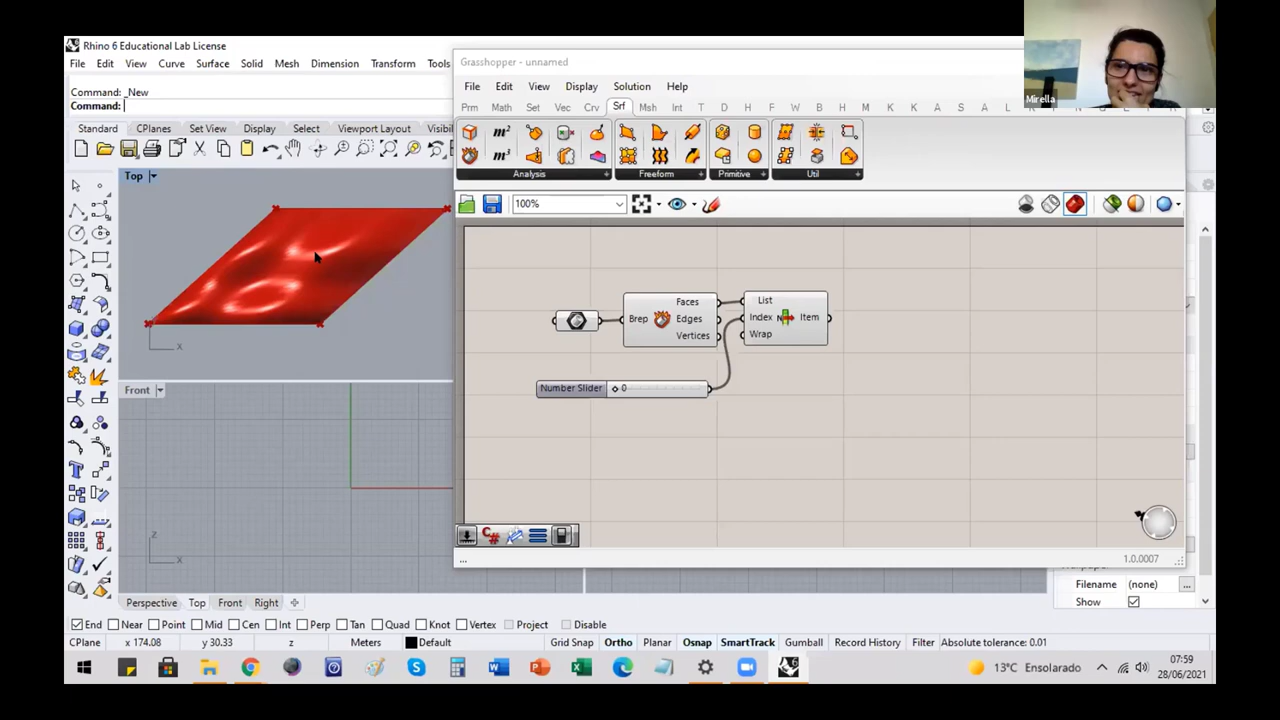 Rhino 6 Educational Lab License
File Edit View Curve Surface Solid Mesh Dimension Transform Tools
Command: _New
Command:
Standard CPlanes Set View Display Select Viewport Layout Visibi
Top
X
Front
Z
X
Perspective Top Front Right
End Near Point Mid Cen Int Perp Tan Quad Knot Vertex Project Disable
CPlane x 174.08 y 30.33 z Meters Default Grid Snap Ortho Planar Osnap SmartTrack Gumball Record History Filter Absolute tolerance: 0.01
Grasshopper - unnamed
File Edit View Display Solution Help
Prm Math Set Vec Crv Srf Msh Int T D H F W B M L K A S A L
m² m³
Analysis Freeform Primitive Util
100%
Brep Faces Edges Vertices
List Index Wrap N Item
Number Slider 0
C#
...
1.0.0007
Filename (none) ...
Show
Mirella
13°C Ensolarado
07:59
28/06/2021